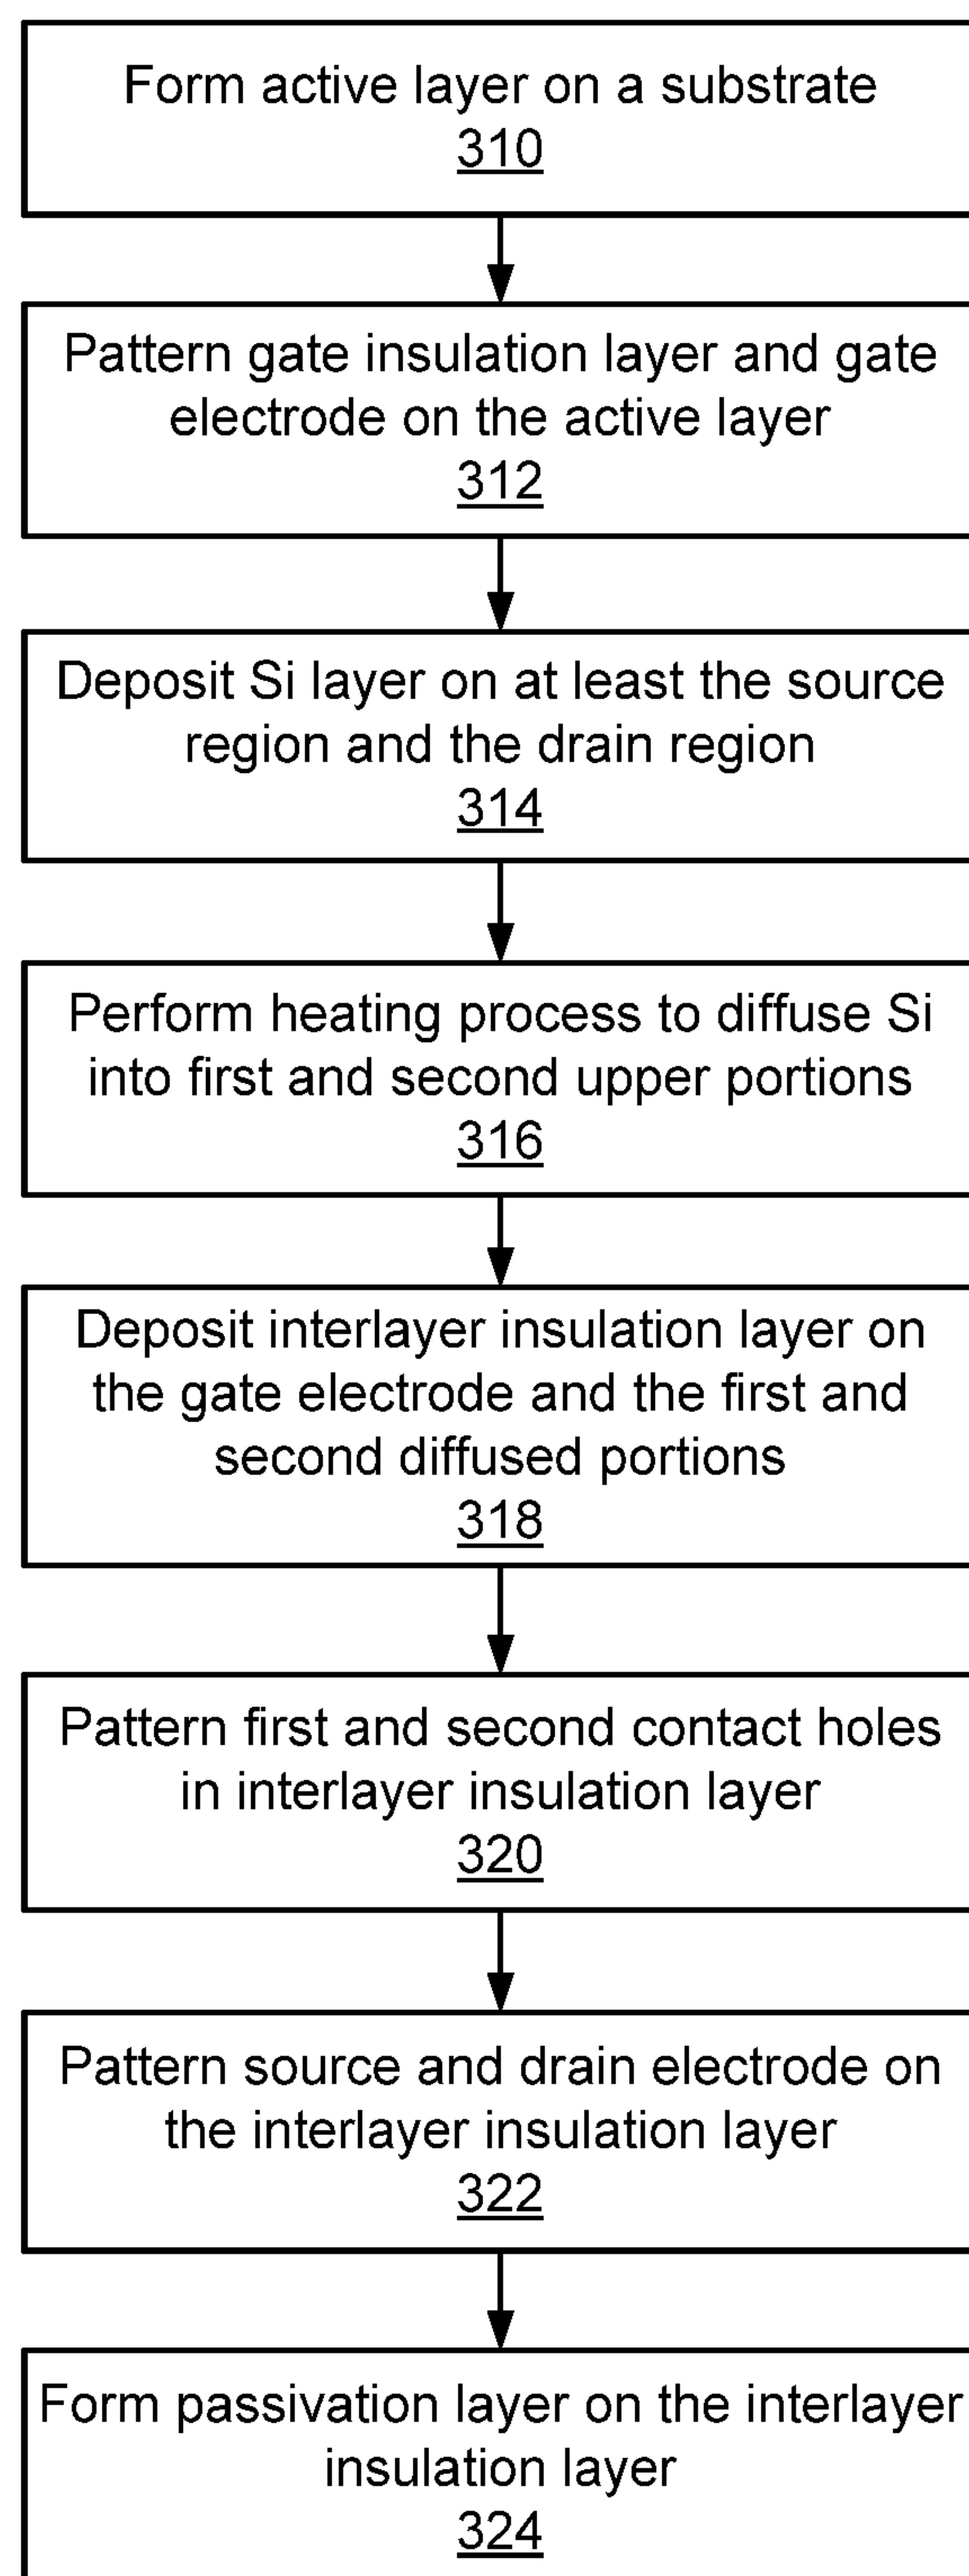 Form active layer on a substrate
310
Pattern gate insulation layer and gate
electrode on the active layer
312
Deposit Si layer on at least the source
region and the drain region
314
Perform heating process to diffuse Si
into first and second upper portions
316
Deposit interlayer insulation layer on
the gate electrode and the first and
second diffused portions
318
Pattern first and second contact holes
in interlayer insulation layer
320
Pattern source and drain electrode on
the interlayer insulation layer
322
Form passivation layer on the interlayer
insulation layer
324